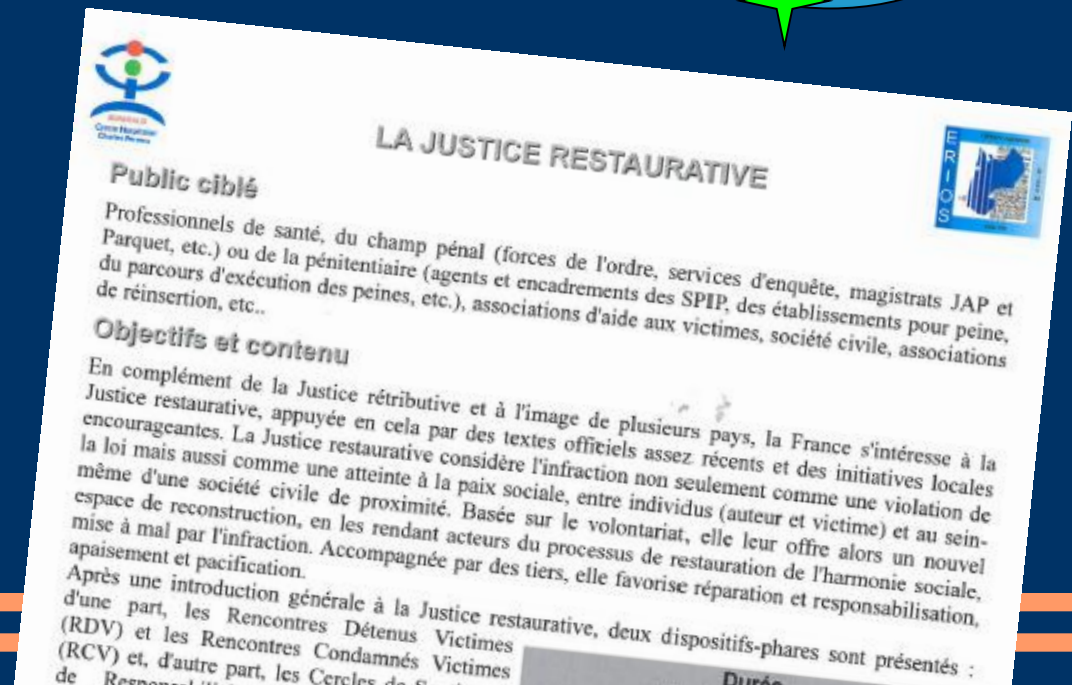 BORDEAUX
Centre Hospitalier
Charles Perrens
LA JUSTICE RESTAURATIVE
ERIOS
Public ciblé
Professionnels de santé, du champ pénal (forces de l'ordre, services d'enquête, magistrats JAP et
Parquet, etc.) ou de la pénitentiaire (agents et encadrements des SPIP, des établissements pour peine,
du parcours d'exécution des peines, etc.), associations d'aide aux victimes, société civile, associations
de réinsertion, etc..
Objectifs et contenu
En complément de la Justice rétributive et à l'image de plusieurs pays, la France s'intéresse à la
Justice restaurative, appuyée en cela par des textes officiels assez récents et des initiatives locales
encourageantes. La Justice restaurative considère l'infraction non seulement comme une violation de
la loi mais aussi comme une atteinte à la paix sociale, entre individus (auteur et victime) et au sein-
même d'une société civile de proximité. Basée sur le volontariat, elle leur offre alors un nouvel
espace de reconstruction, en les rendant acteurs du processus de restauration de l'harmonie sociale,
mise à mal par l'infraction. Accompagnée par des tiers, elle favorise réparation et responsabilisation,
apaisement et pacification.
Après une introduction générale à la Justice restaurative, deux dispositifs-phares sont présentés :
d'une part, les Rencontres Détenus Victimes
(RDV) et les Rencontres Condamnés Victimes
(RCV) et, d'autre part, les Cercles de
de
Durée